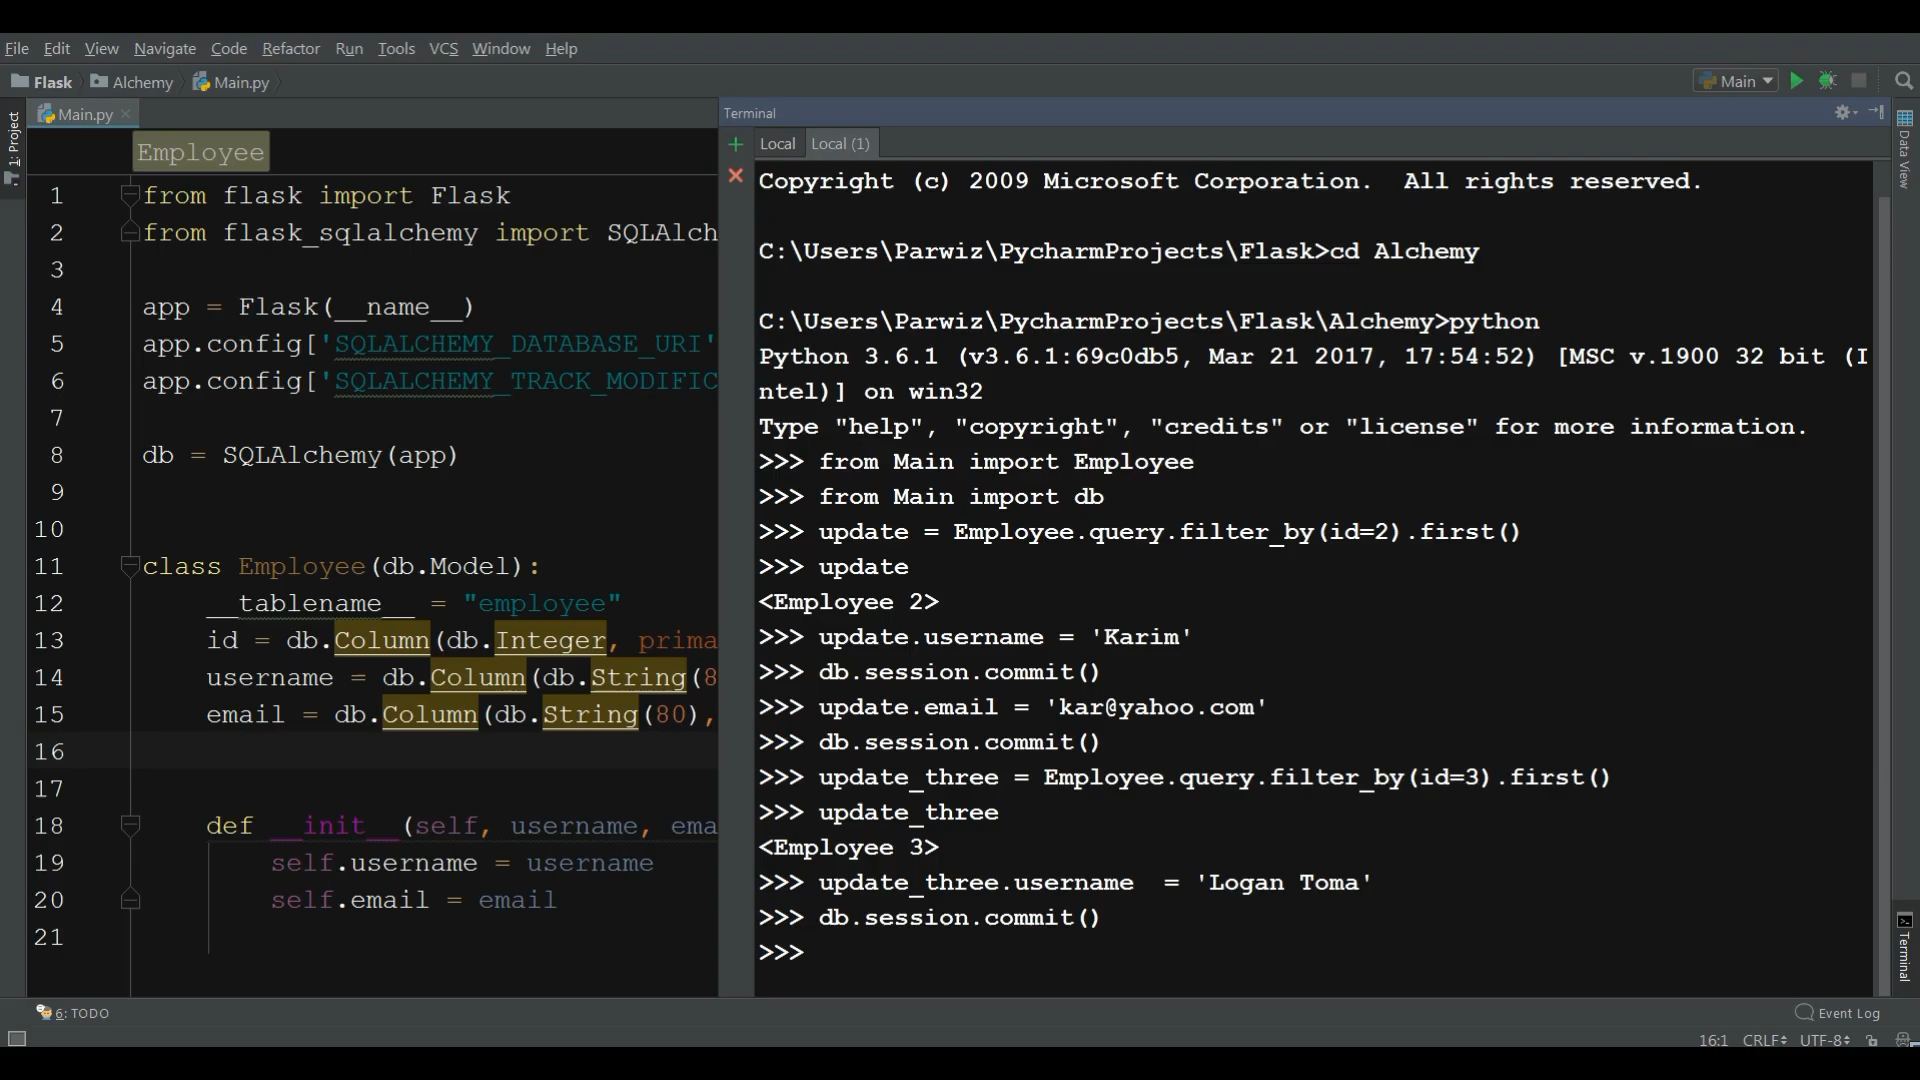 File Edit View Navigate Code Refactor Run Tools VCS Window Help
Flask Alchemy Main.py Main
1: Project
Main.py
Employee
1 from flask import Flask
2 from flask_sqlalchemy import SQLAlch
3
4 app = Flask(__name__)
5 app.config['SQLALCHEMY_DATABASE_URI'
6 app.config['SQLALCHEMY_TRACK_MODIFIC
7
8 db = SQLAlchemy(app)
9
10
11 class Employee(db.Model):
12 __tablename__ = "employee"
13 id = db.Column(db.Integer, prima
14 username = db.Column(db.String(8
15 email = db.Column(db.String(80),
16
17
18 def __init__(self, username, ema
19 self.username = username
20 self.email = email
21
Terminal
Local Local (1)
Copyright (c) 2009 Microsoft Corporation.  All rights reserved.
C:\Users\Parwiz\PycharmProjects\Flask>cd Alchemy
C:\Users\Parwiz\PycharmProjects\Flask\Alchemy>python
Python 3.6.1 (v3.6.1:69c0db5, Mar 21 2017, 17:54:52) [MSC v.1900 32 bit (I
ntel)] on win32
Type "help", "copyright", "credits" or "license" for more information.
>>> from Main import Employee
>>> from Main import db
>>> update = Employee.query.filter_by(id=2).first()
>>> update
<Employee 2>
>>> update.username = 'Karim'
>>> db.session.commit()
>>> update.email = 'kar@yahoo.com'
>>> db.session.commit()
>>> update_three = Employee.query.filter_by(id=3).first()
>>> update_three
<Employee 3>
>>> update_three.username  = 'Logan Toma'
>>> db.session.commit()
>>>
Data View
Terminal
6: TODO
Event Log
16:1 CRLF UTF-8